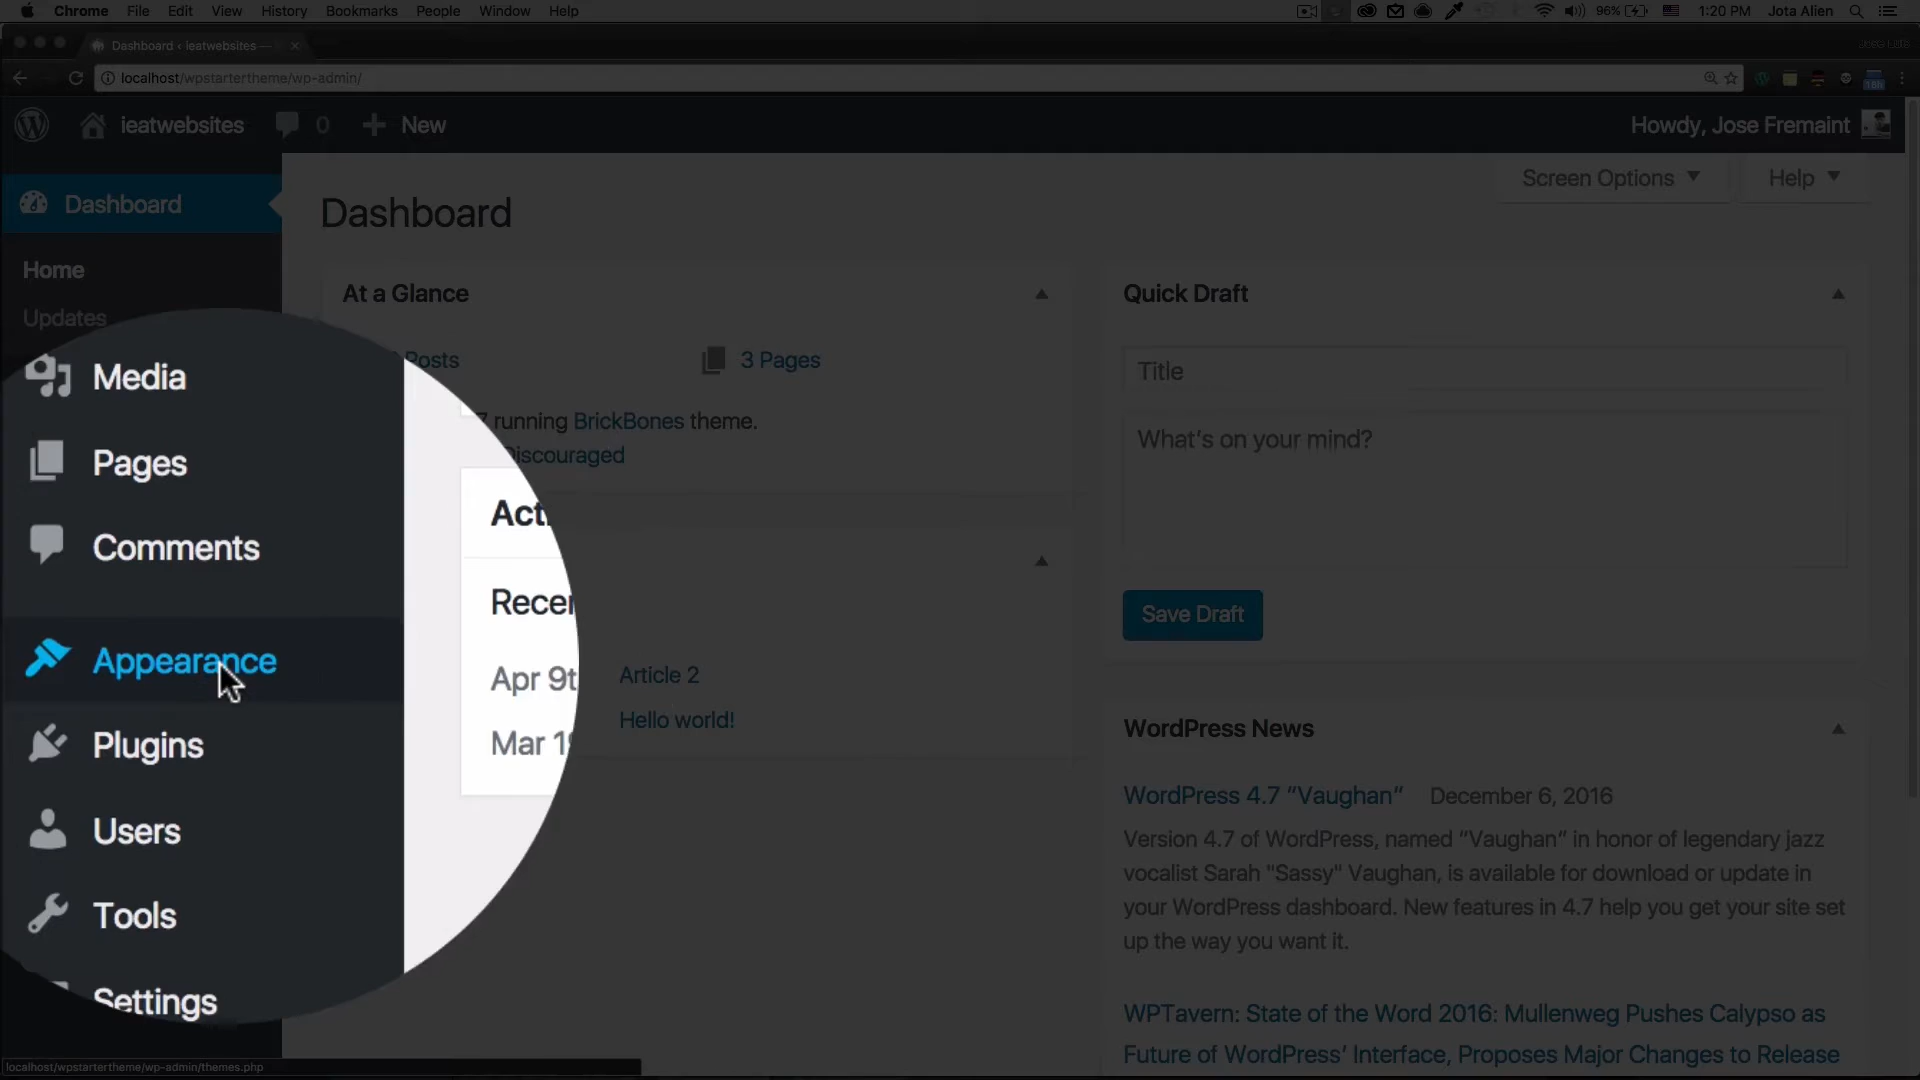 Chrome File Edit View History Bookmarks People Window Help
96% 1:20 PM Jota Alien
Dashboard ‹ ieatwebsites —
localhost/wpstartertheme/wp-admin/
ieatwebsites 0 New
Howdy, Jose Fremaint
Dashboard
Home
Updates
Media
Pages
Comments
Appearance
Plugins
Users
Tools
Settings
Screen Options
Help
Dashboard
At a Glance
Posts
3 Pages
7 running BrickBones theme.
Discouraged
Act
Recen
Apr 9t
Article 2
Mar 19
Hello world!
Quick Draft
Title
What's on your mind?
Save Draft
WordPress News
WordPress 4.7 “Vaughan” December 6, 2016
Version 4.7 of WordPress, named “Vaughan” in honor of legendary jazz
vocalist Sarah "Sassy" Vaughan, is available for download or update in
your WordPress dashboard. New features in 4.7 help you get your site set
up the way you want it.
WPTavern: State of the Word 2016: Mullenweg Pushes Calypso as
Future of WordPress’ Interface, Proposes Major Changes to Release
localhost/wpstartertheme/wp-admin/themes.php